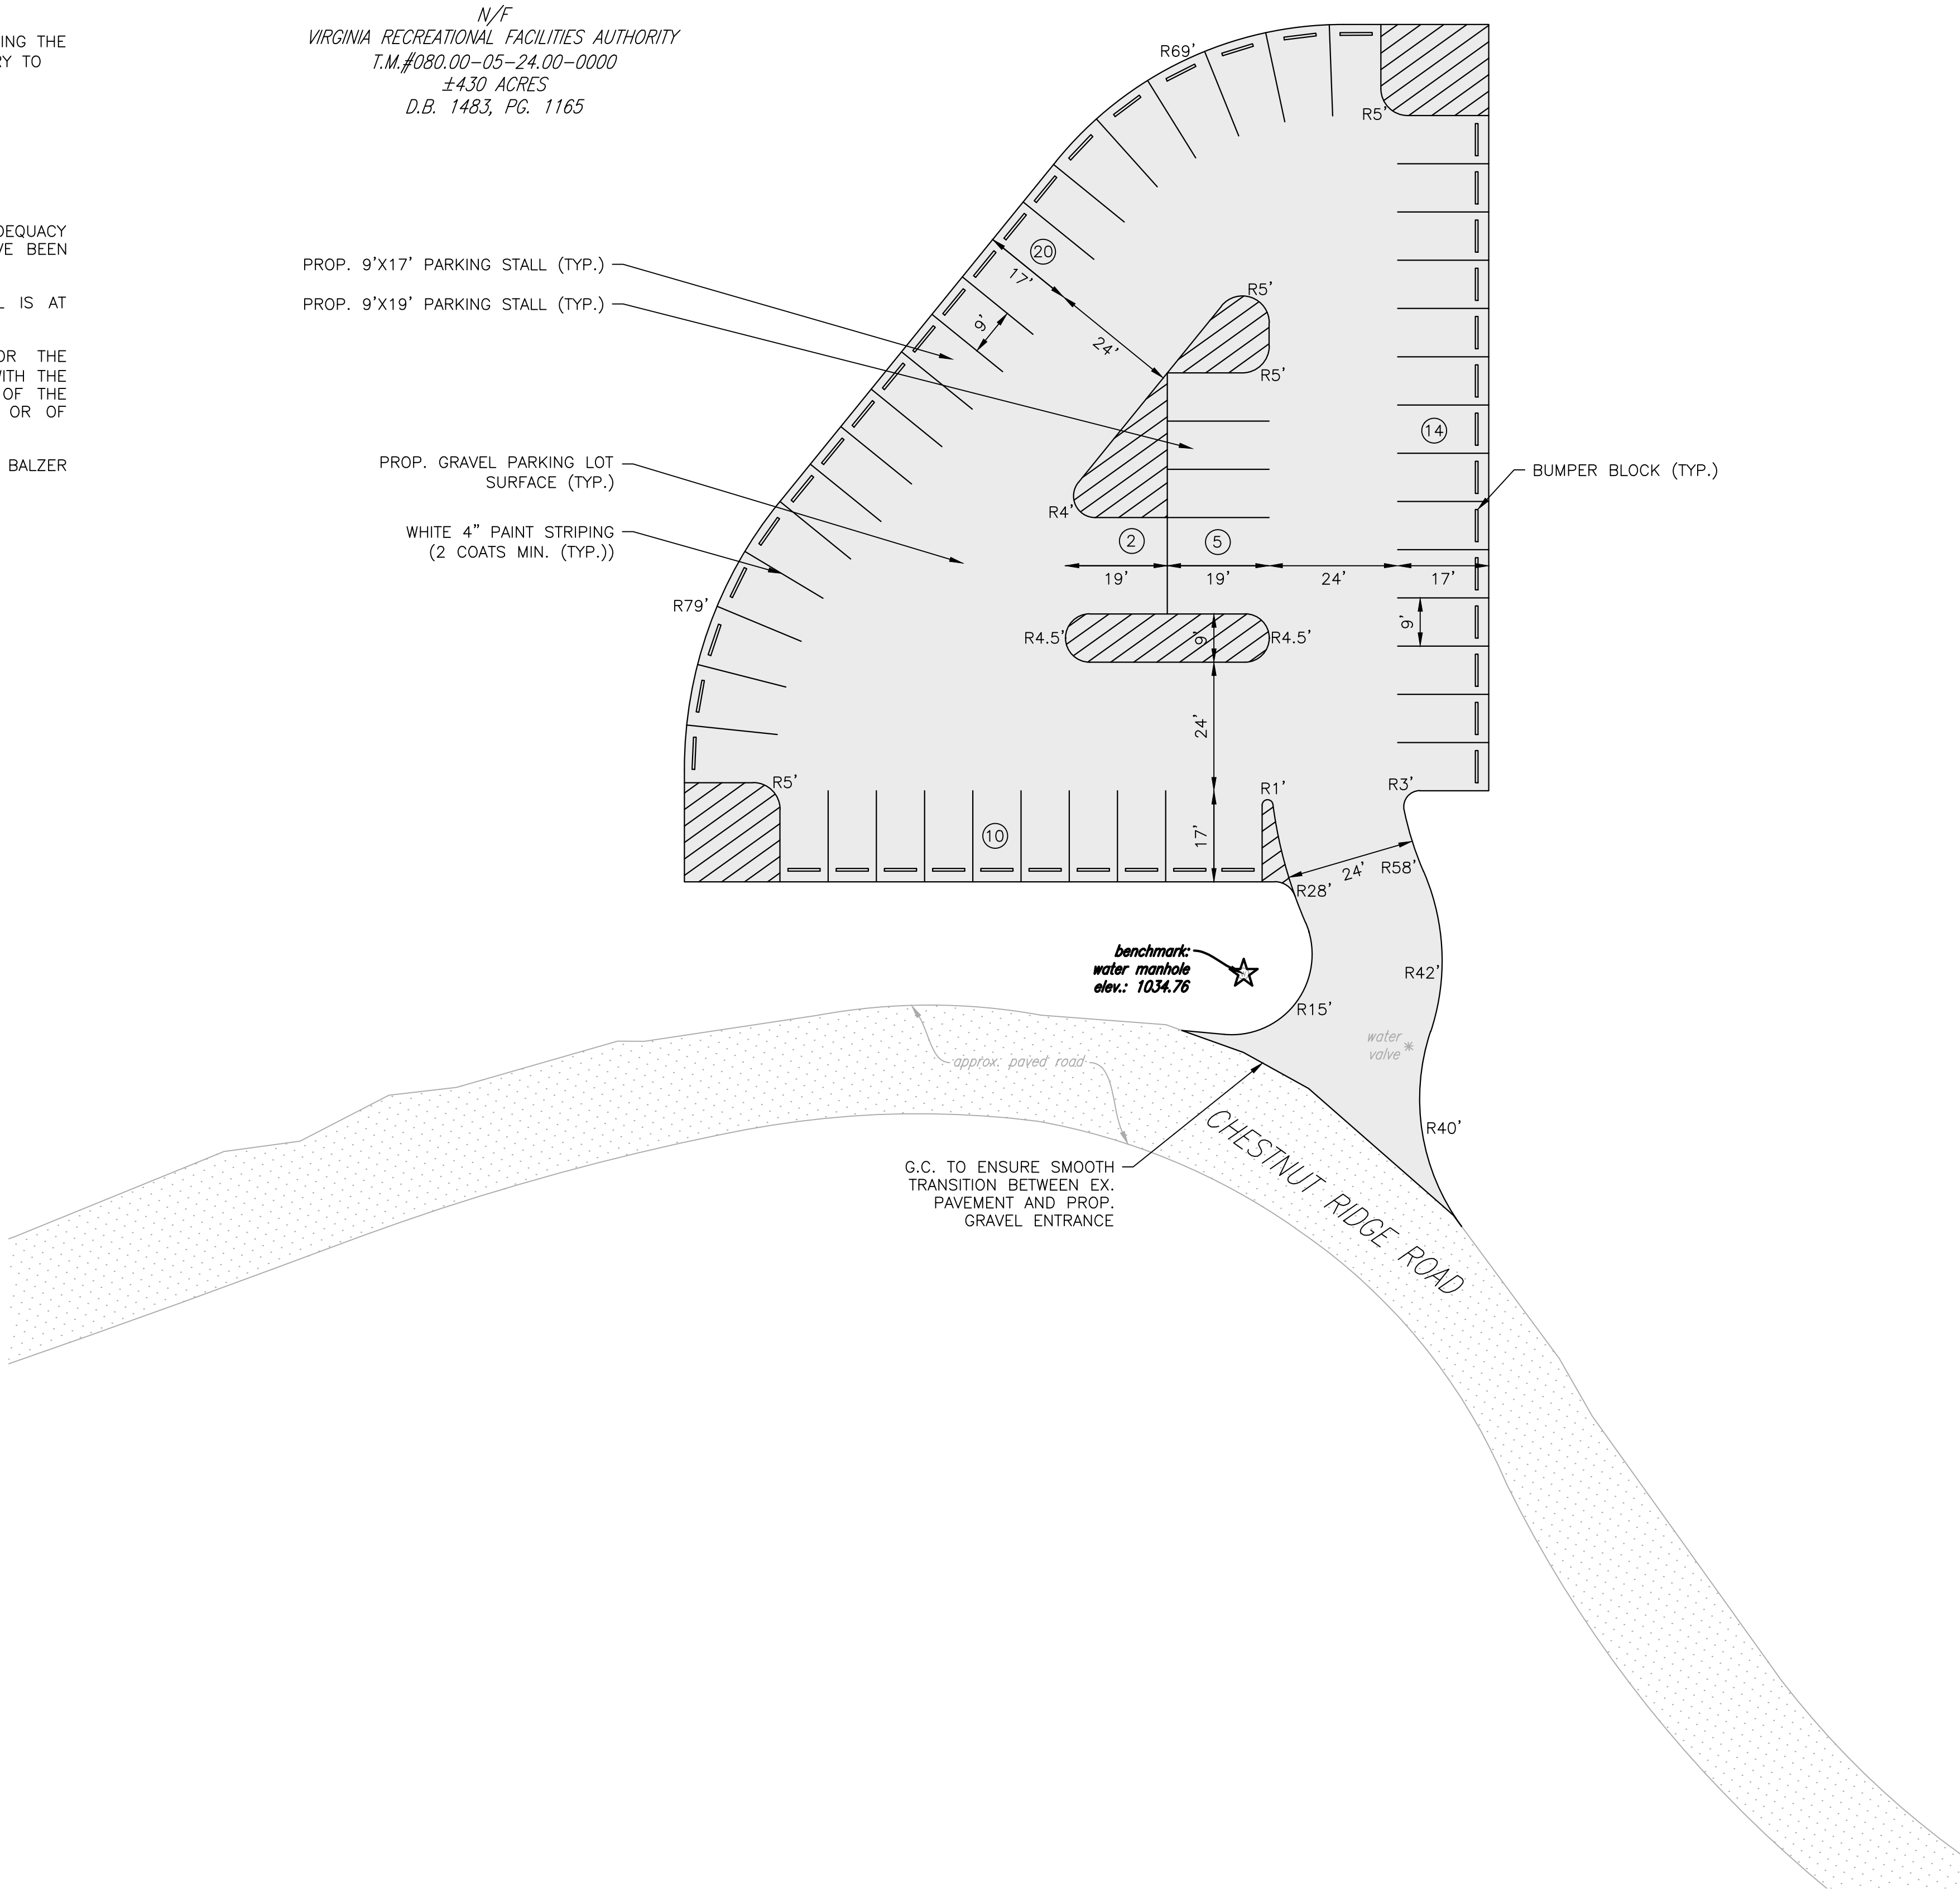 ING THE
RY TO
DEQUACY
VE BEEN
L IS AT
OR THE
WITH THE
OF THE
OR OF
BALZER
N/F
VIRGINIA RECREATIONAL FACILITIES AUTHORITY
T.M.#080.00-05-24.00-0000
±430 ACRES
D.B. 1483, PG. 1165
R69'
R5'
PROP. 9'X17' PARKING STALL (TYP.)
PROP. 9'X19' PARKING STALL (TYP.)
20
17'
9'
24'
R5'
R5'
PROP. GRAVEL PARKING LOT
SURFACE (TYP.)
WHITE 4" PAINT STRIPING
(2 COATS MIN. (TYP.))
14
BUMPER BLOCK (TYP.)
R4'
2
5
19'
19'
24'
17'
R79'
9'
R4.5'
9'
R4.5'
24'
R5'
R1'
R3'
10
17'
24'
R58'
R28'
benchmark:
water manhole
elev.: 1034.76
R42'
R15'
water
valve
approx. paved road
R40'
CHESTNUT RIDGE ROAD
G.C. TO ENSURE SMOOTH
TRANSITION BETWEEN EX.
PAVEMENT AND PROP.
GRAVEL ENTRANCE